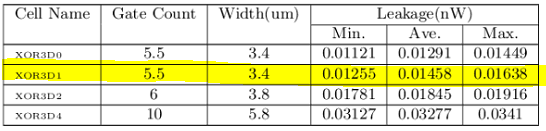 Cell Name Gate Count Width(um) Leakage(nW)
Min. Ave. Max.
XOR3D0 5.5 3.4 0.01121 0.01291 0.01449
XOR3D1 5.5 3.4 0.01255 0.01458 0.01638
XOR3D2 6 3.8 0.01781 0.01845 0.01916
XOR3D4 10 5.8 0.03127 0.03277 0.0341